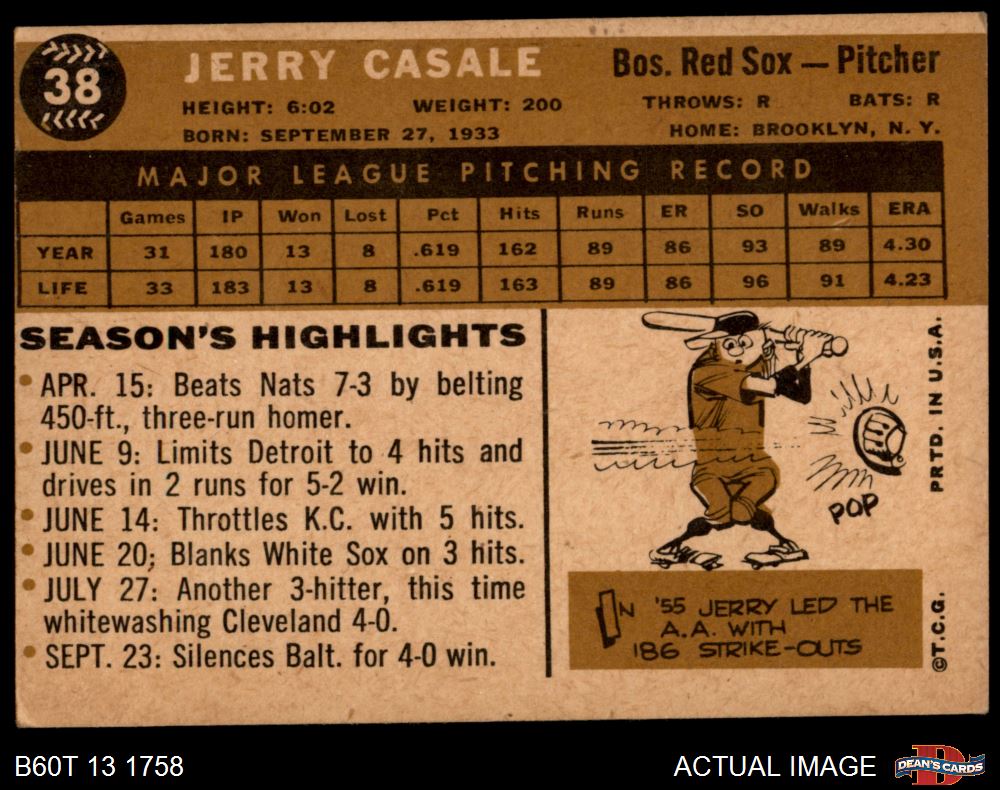 38
JERRY CASALE
Bos. Red Sox — Pitcher
HEIGHT: 6:02 WEIGHT: 200 THROWS: R BATS: R
BORN: SEPTEMBER 27, 1933 HOME: BROOKLYN, N. Y.
MAJOR LEAGUE PITCHING RECORD
Games IP Won Lost Pct Hits Runs ER SO Walks ERA
YEAR 31 180 13 8 .619 162 89 86 93 89 4.30
LIFE 33 183 13 8 .619 163 89 86 96 91 4.23
SEASON'S HIGHLIGHTS
• APR. 15: Beats Nats 7-3 by belting
450-ft., three-run homer.
• JUNE 9: Limits Detroit to 4 hits and
drives in 2 runs for 5-2 win.
• JUNE 14: Throttles K.C. with 5 hits.
• JUNE 20; Blanks White Sox on 3 hits.
• JULY 27: Another 3-hitter, this time
whitewashing Cleveland 4-0.
• SEPT. 23: Silences Balt. for 4-0 win.
POP
IN '55 JERRY LED THE
A.A. WITH
186 STRIKE-OUTS
PRTD. IN U.S.A.
©T.C.G.
B60T 13 1758
ACTUAL IMAGE
D
DEAN'S CARDS